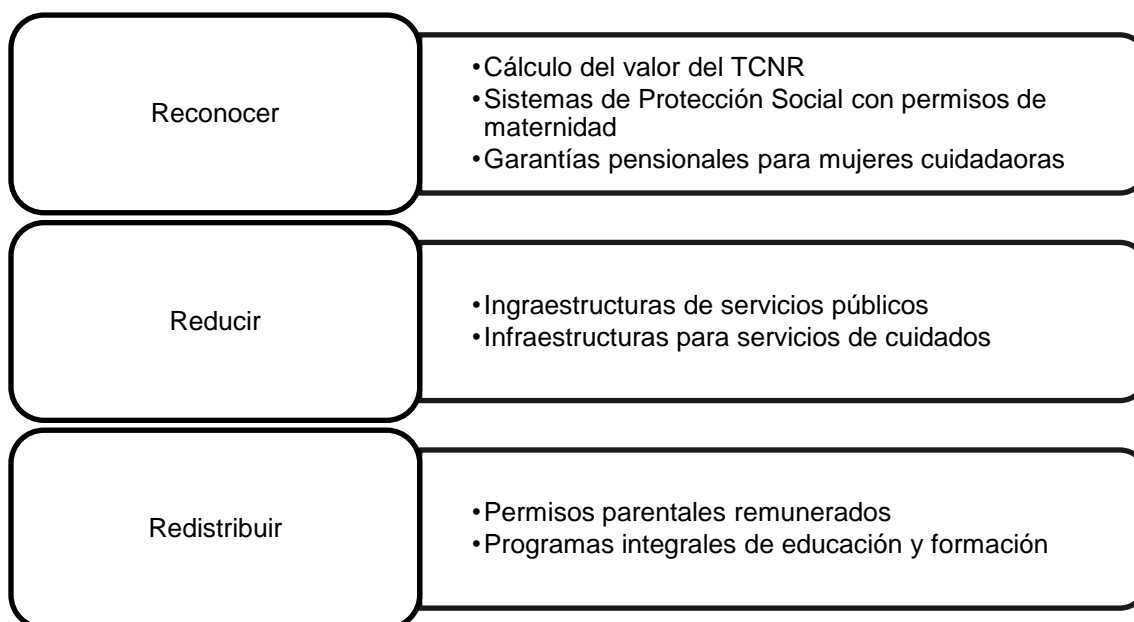 Reconocer
•Cálculo del valor del TCNR
•Sistemas de Protección Social con permisos de
maternidad
•Garantías pensionales para mujeres cuidadaoras
Reducir
•Ingraestructuras de servicios públicos
•Infraestructuras para servicios de cuidados
Redistribuir
•Permisos parentales remunerados
•Programas integrales de educación y formación